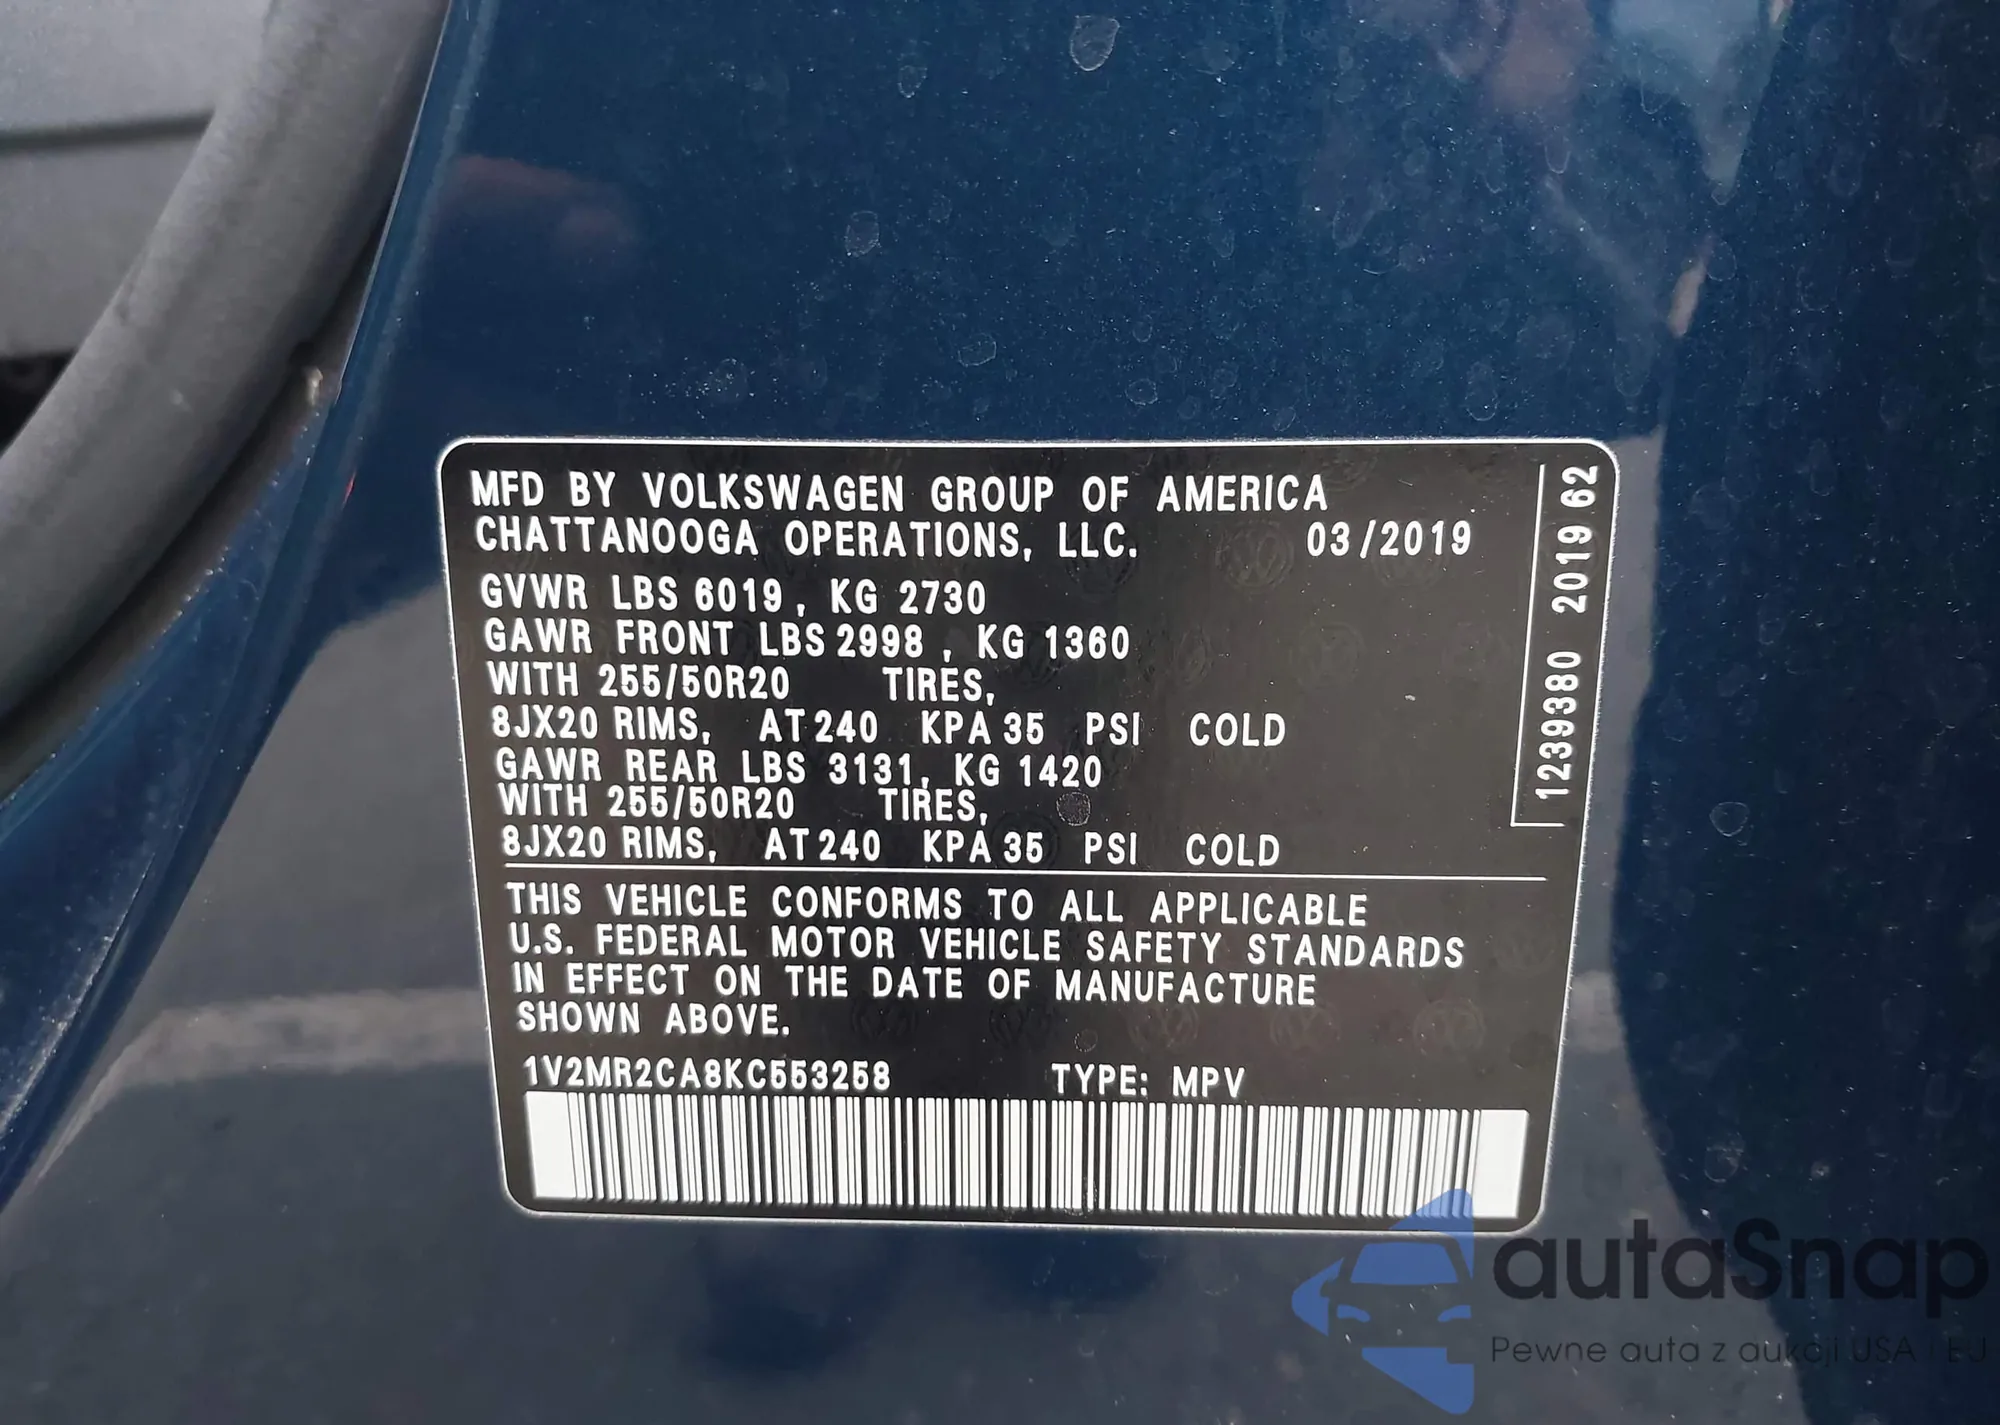 MFD BY VOLKSWAGEN GROUP OF AMERICA
CHATTANOOGA OPERATIONS, LLC. 03/2019
GVWR LBS 6019, KG 2730
GAWR FRONT LBS 2998, KG 1360
WITH 255/50R20 TIRES,
8JX20 RIMS, AT 240 KPA 35 PSI COLD
GAWR REAR LBS 3131, KG 1420
WITH 255/50R20 TIRES,
8JX20 RIMS, AT 240 KPA 35 PSI COLD
THIS VEHICLE CONFORMS TO ALL APPLICABLE
U.S. FEDERAL MOTOR VEHICLE SAFETY STANDARDS
IN EFFECT ON THE DATE OF MANUFACTURE
SHOWN ABOVE.
1V2MR2CA8KC553258 TYPE: MPV
1239380 2019 62
autaSnap
Pewne auta z aukcji USA i EU